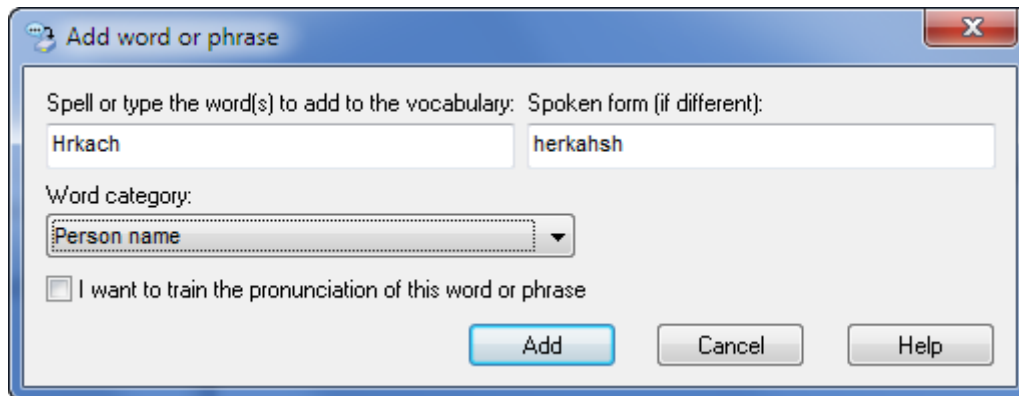 Add word or phrase
Spell or type the word(s) to add to the vocabulary: Spoken form (if different):
Hrkach herkahsh
Word category:
Person name
I want to train the pronunciation of this word or phrase
Add Cancel Help